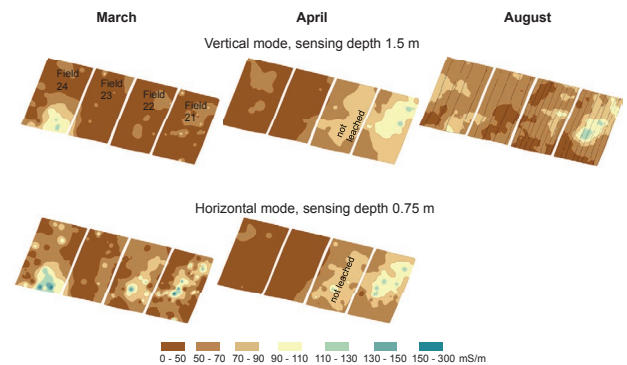 March April August
Vertical mode, sensing depth 1.5 m
Field
24
Field
23
Field
22
Field
21
not leached
Horizontal mode, sensing depth 0.75 m
not leached
0 - 50 50 - 70 70 - 90 90 - 110 110 - 130 130 - 150 150 - 300 mS/m